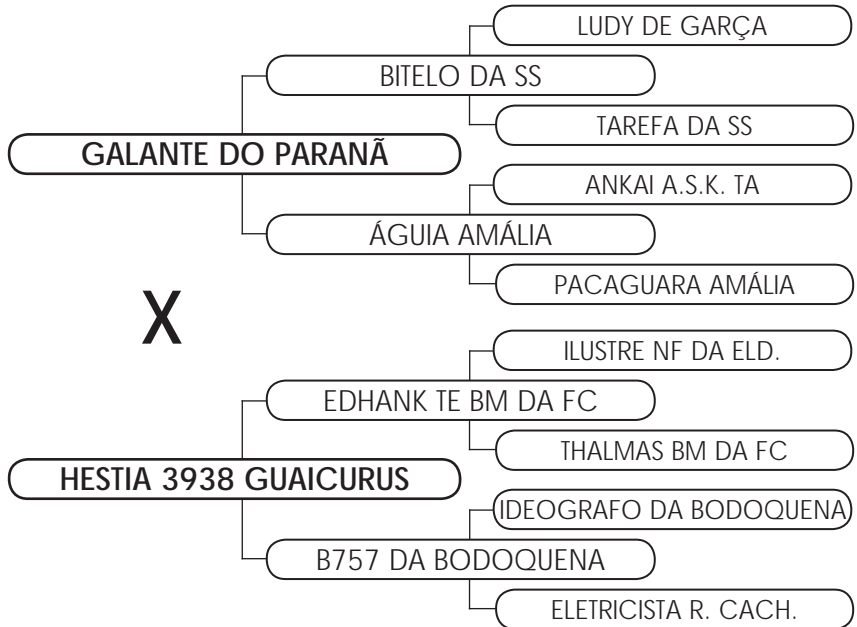 LUDY DE GARÇA
BITELO DA SS
TAREFA DA SS
GALANTE DO PARANÃ
ANKAI A.S.K. TA
ÁGUIA AMÁLIA
PACAGUARA AMÁLIA
X
ILUSTRE NF DA ELD.
EDHANK TE BM DA FC
THALMAS BM DA FC
HESTIA 3938 GUAICURUS
IDEOGRAFO DA BODOQUENA
B757 DA BODOQUENA
ELETRICISTA R. CACH.